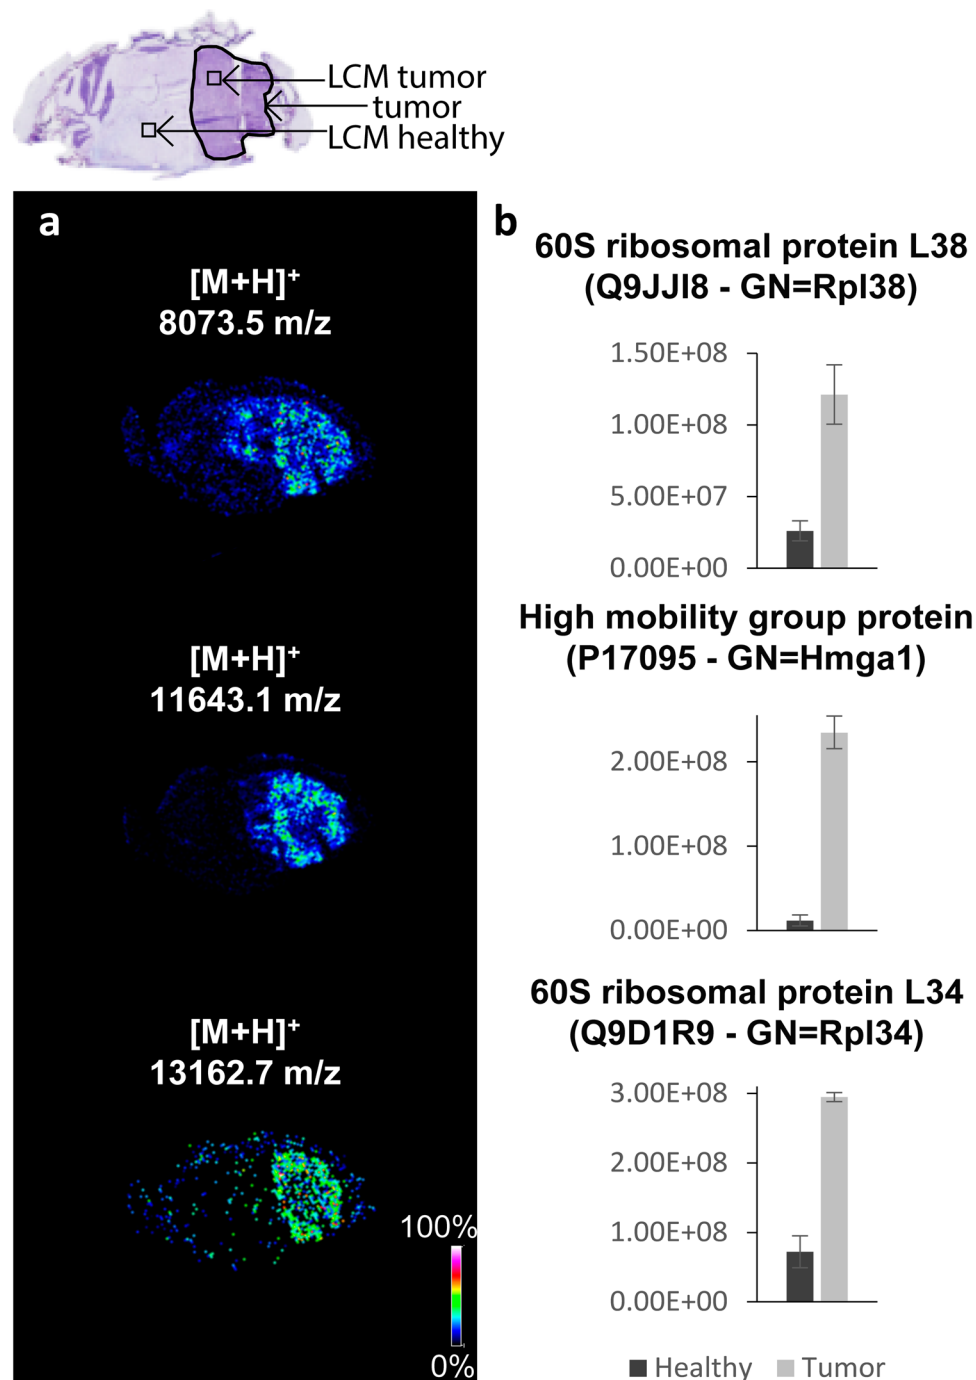 LCM tumor
tumor
LCM healthy
a
[M+H]+
8073.5 m/z
[M+H]+
11643.1 m/z
[M+H]+
13162.7 m/z
100%
0%
b
60S ribosomal protein L38
(Q9JJI8 - GN=Rpl38)
1.50E+08
1.00E+08
5.00E+07
0.00E+00
High mobility group protein
(P17095 - GN=Hmga1)
2.00E+08
1.00E+08
0.00E+00
60S ribosomal protein L34
(Q9D1R9 - GN=Rpl34)
3.00E+08
2.00E+08
1.00E+08
0.00E+00
Healthy Tumor